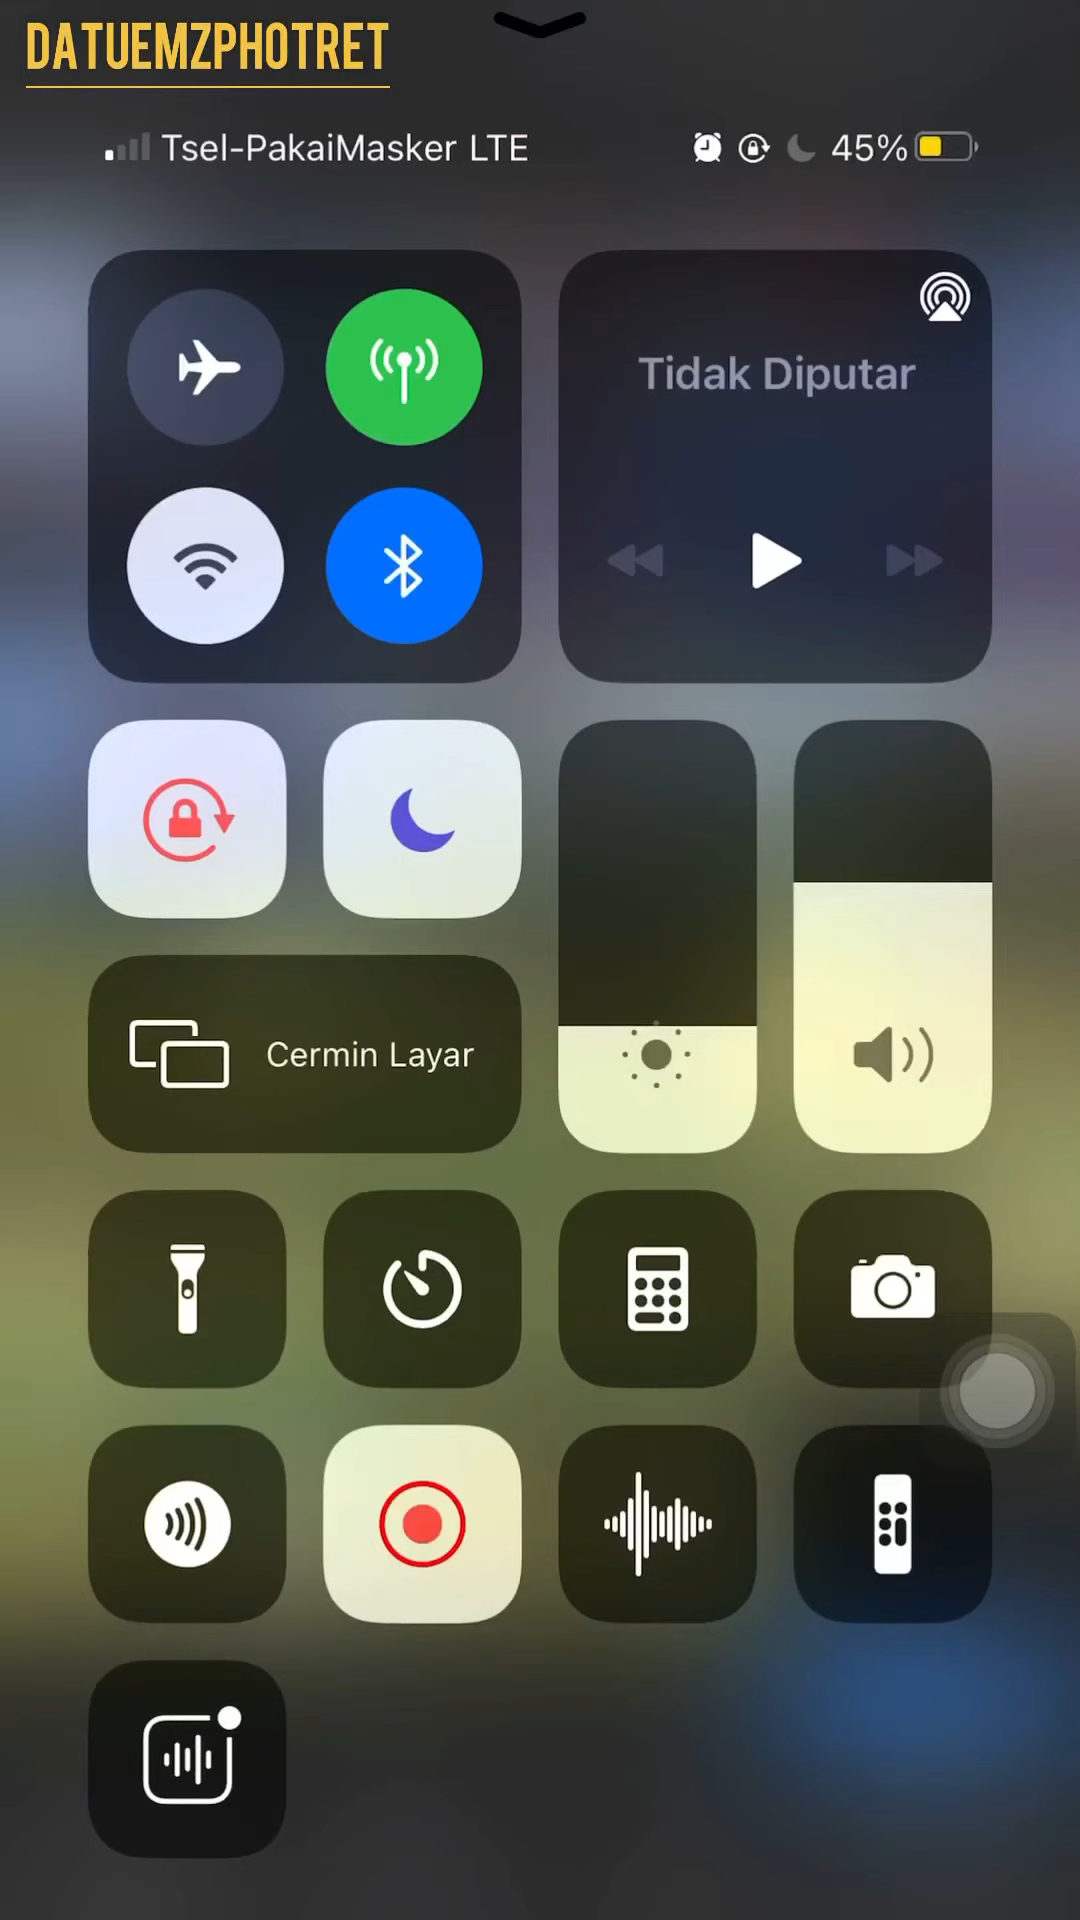 DATUEMZPHOTRET
Tsel-PakaiMasker LTE
45%
Tidak Diputar
Cermin Layar